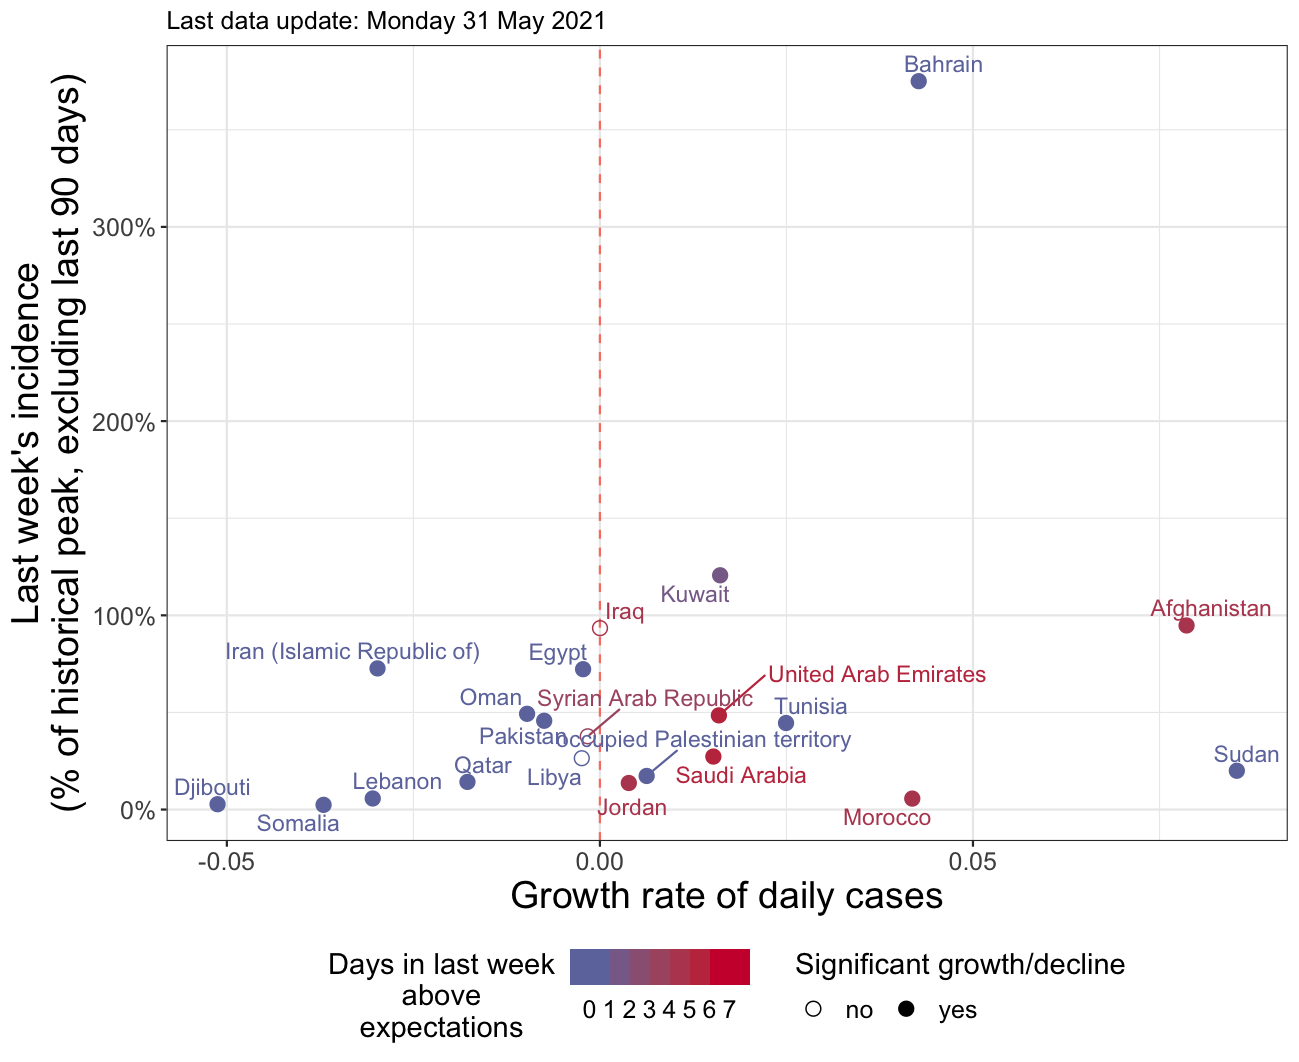 Last data update: Monday 31 May 2021
Last week's incidence
(% of historical peak, excluding last 90 days)
300%
200%
100%
0%
Bahrain
Kuwait
Iraq
Afghanistan
Iran (Islamic Republic of)
Egypt
United Arab Emirates
Oman
Syrian Arab Republic
Tunisia
Pakistan
occupied Palestinian territory
Sudan
Qatar
Libya
Saudi Arabia
Djibouti
Lebanon
Jordan
Somalia
Morocco
-0.05
0.00
0.05
Growth rate of daily cases
Days in last week
above
expectations
0 1 2 3 4 5 6 7
Significant growth/decline
no
yes